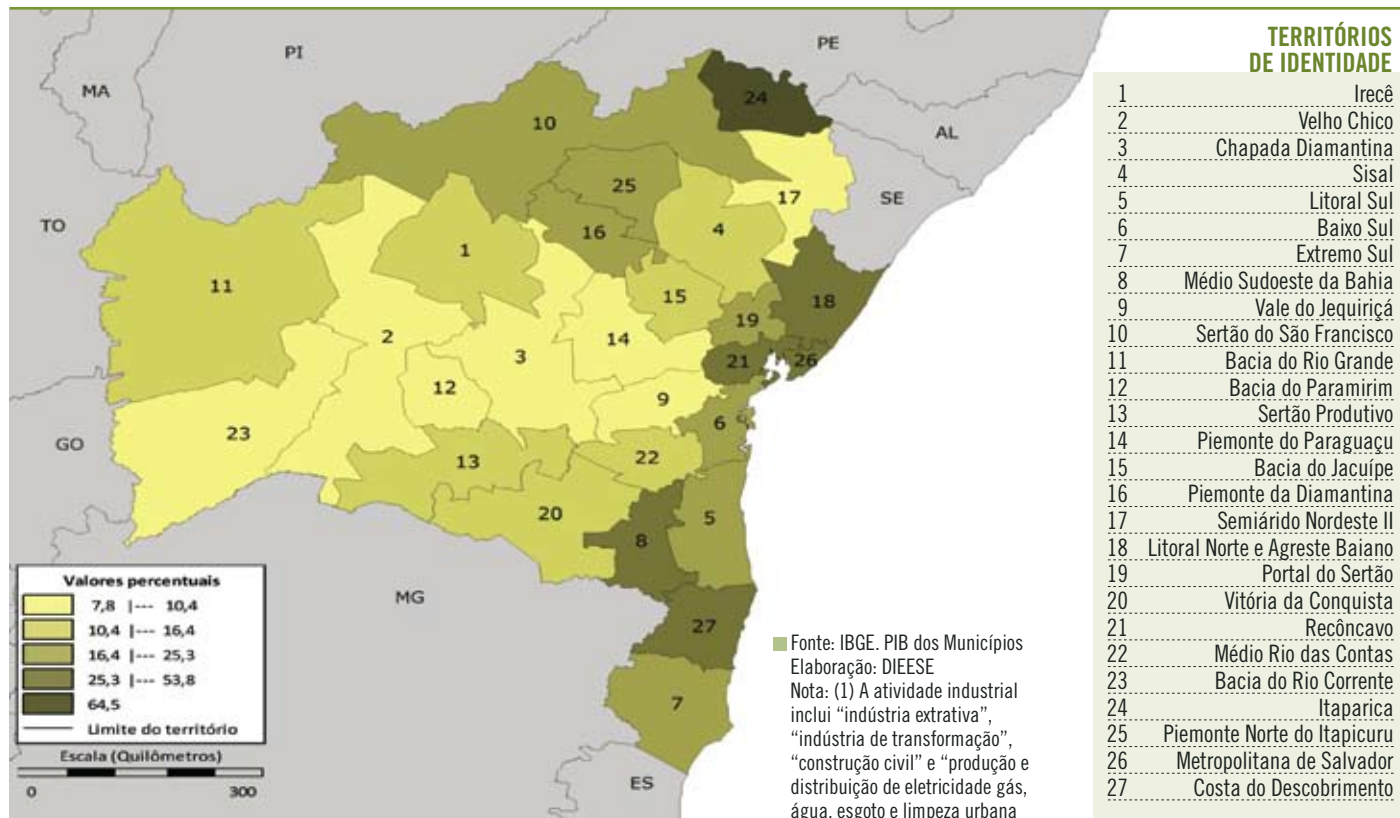 PI
PE
MA
24
10
AL
25
17
SE
TO
16
4
1
11
15
18
19
2
14
3
21
26
12
9
6
23
GO
13
22
20
5
8
MG
27
7
ES
Valores percentuais
7,8 |--- 10,4
10,4 |--- 16,4
16,4 |--- 25,3
25,3 |--- 53,8
64,5
Limite do território
Escala (Quilômetros)
0 300
Fonte: IBGE. PIB dos Municípios
Elaboração: DIEESE
Nota: (1) A atividade industrial
inclui “indústria extrativa”,
“indústria de transformação”,
“construção civil” e “produção e
distribuição de eletricidade gás,
água, esgoto e limpeza urbana
TERRITÓRIOS
DE IDENTIDADE
1 Irecê
2 Velho Chico
3 Chapada Diamantina
4 Sisal
5 Litoral Sul
6 Baixo Sul
7 Extremo Sul
8 Médio Sudoeste da Bahia
9 Vale do Jequiriçá
10 Sertão do São Francisco
11 Bacia do Rio Grande
12 Bacia do Paramirim
13 Sertão Produtivo
14 Piemonte do Paraguaçu
15 Bacia do Jacuípe
16 Piemonte da Diamantina
17 Semiárido Nordeste II
18 Litoral Norte e Agreste Baiano
19 Portal do Sertão
20 Vitória da Conquista
21 Recôncavo
22 Médio Rio das Contas
23 Bacia do Rio Corrente
24 Itaparica
25 Piemonte Norte do Itapicuru
26 Metropolitana de Salvador
27 Costa do Descobrimento